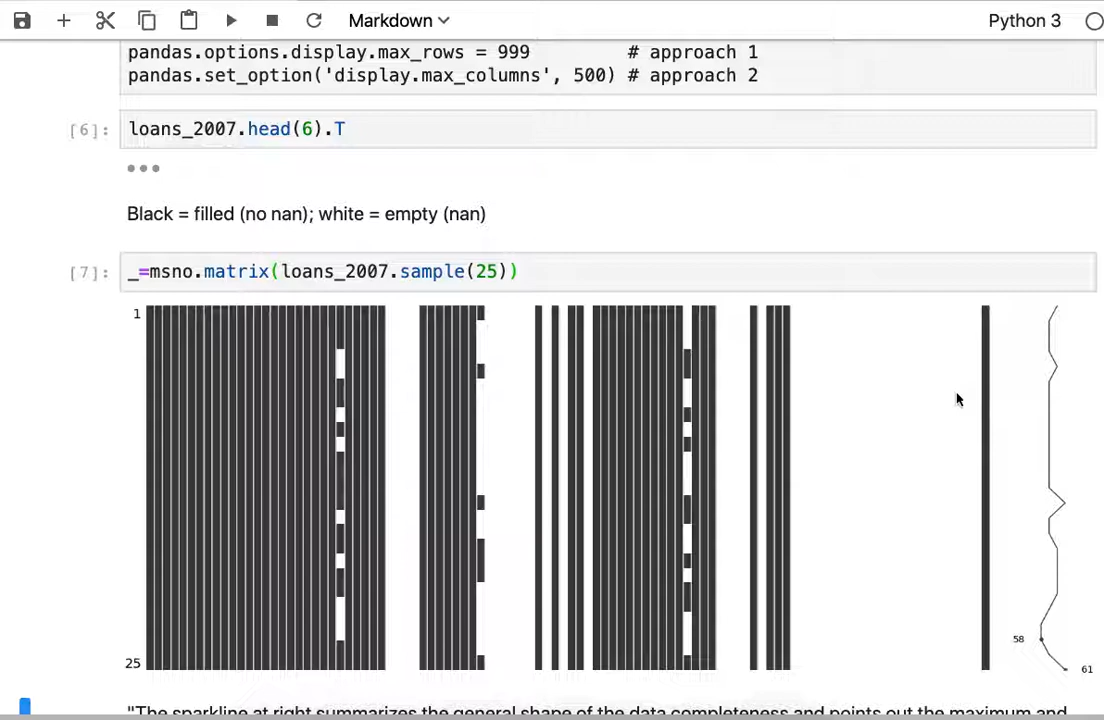 Markdown
Python 3
pandas.options.display.max_rows = 999 # approach 1
pandas.set_option('display.max_columns', 500) # approach 2
[6]: loans_2007.head(6).T
Black = filled (no nan); white = empty (nan)
[7]: _=msno.matrix(loans_2007.sample(25))
1
58
25
61
"The sparkline at right summarizes the general shape of the data completeness and points out the maximum and